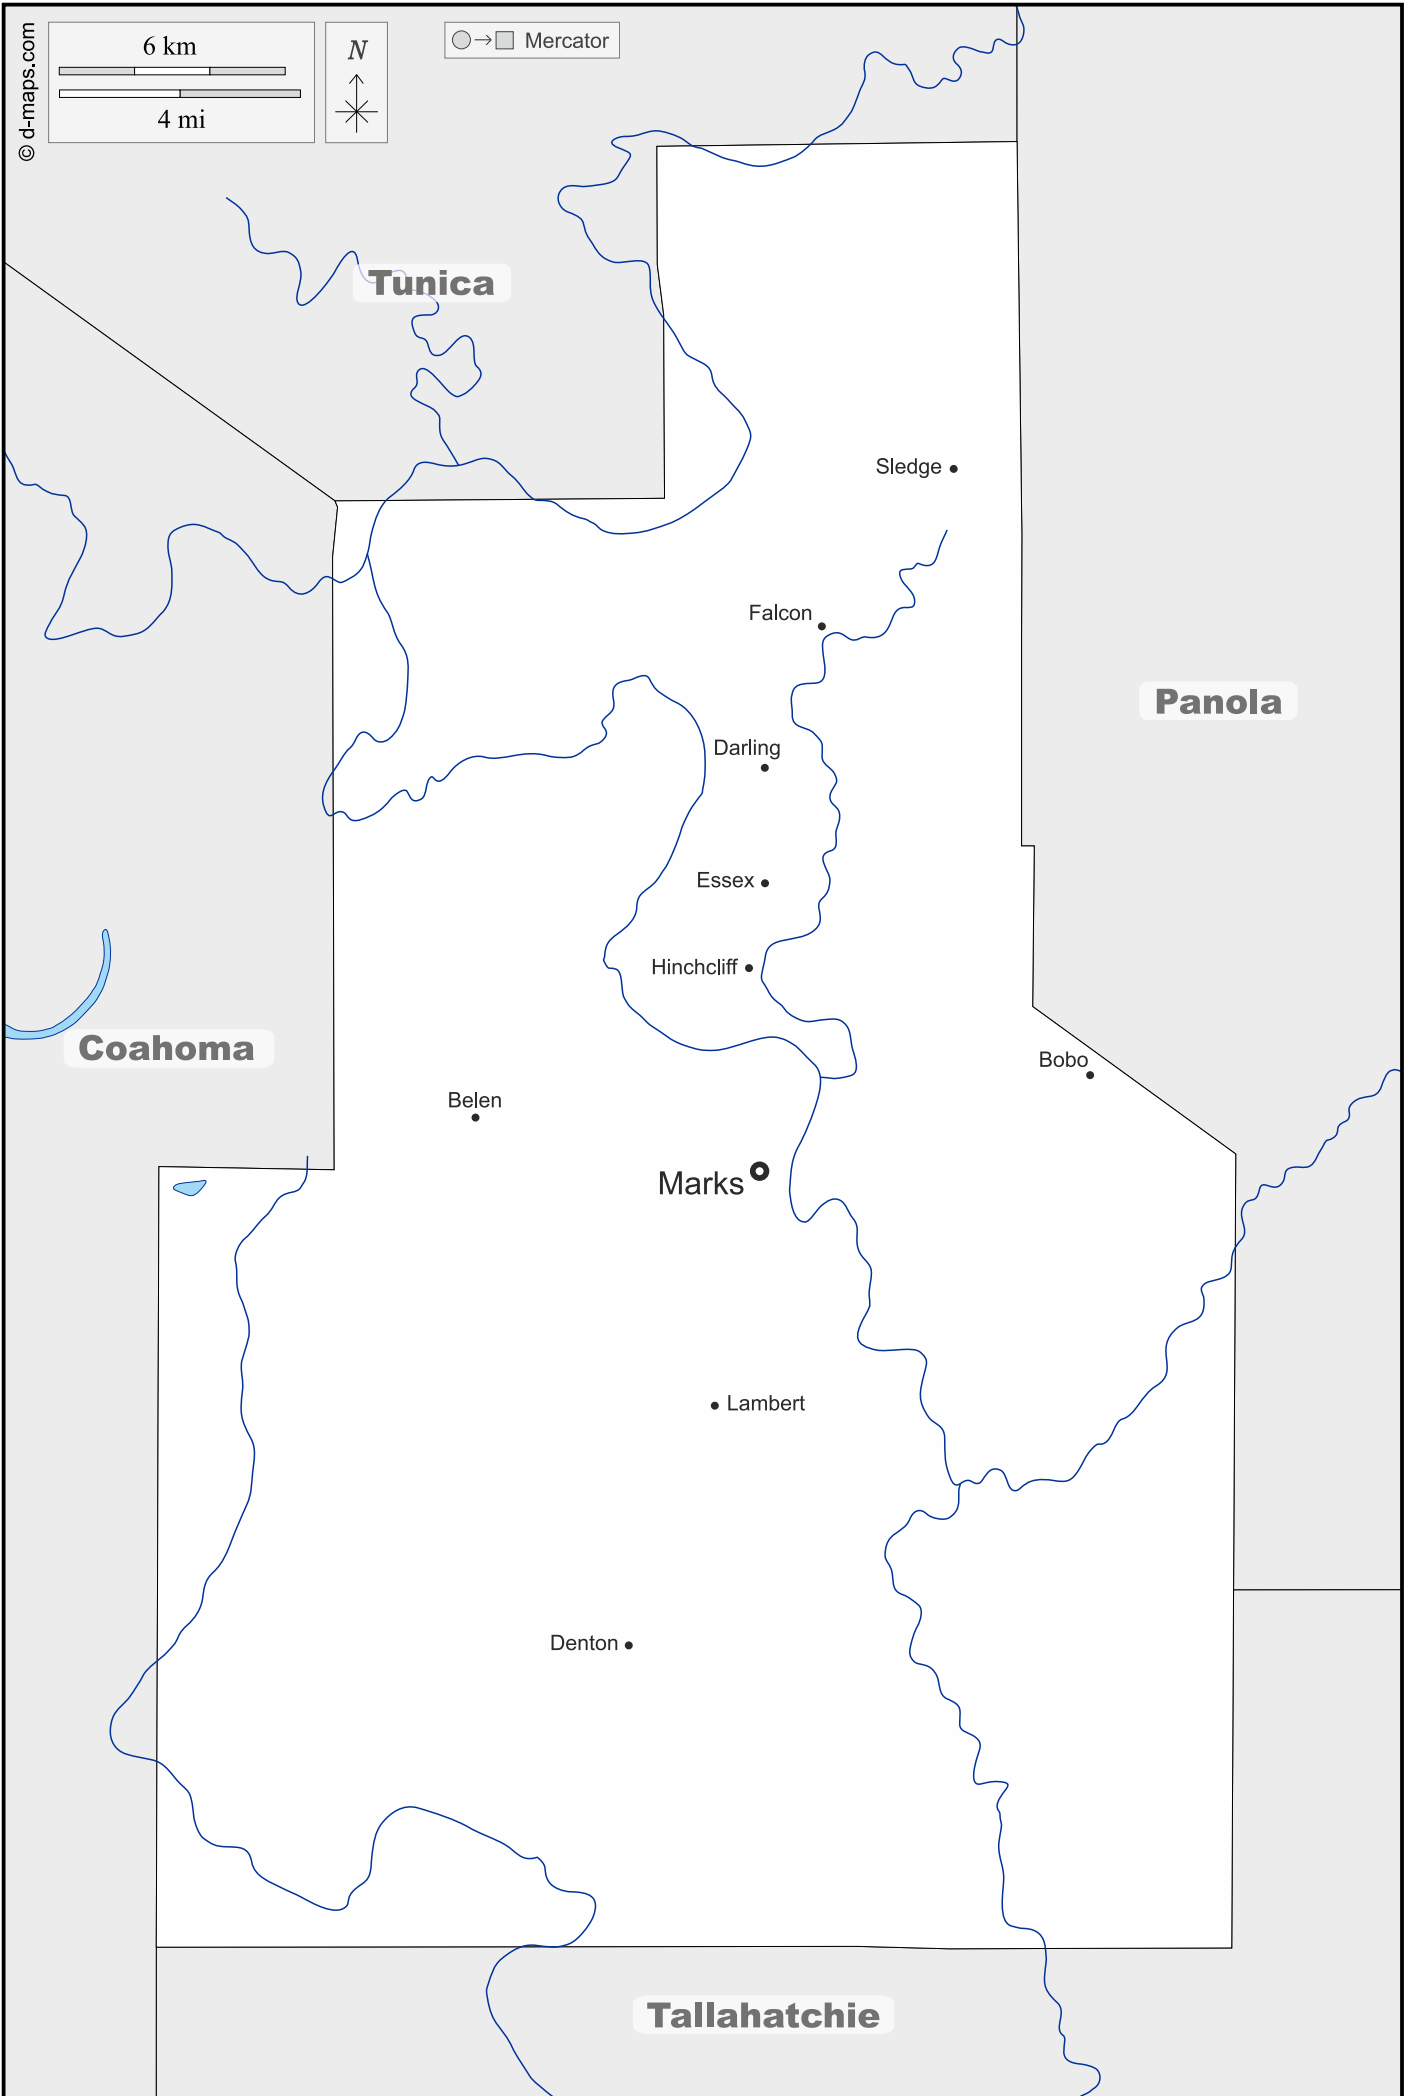 © d-maps.com
6 km
4 mi
N
Mercator
Tunica
Sledge
Falcon
Panola
Darling
Essex
Hinchcliff
Coahoma
Bobo
Belen
Marks
Lambert
Denton
Tallahatchie